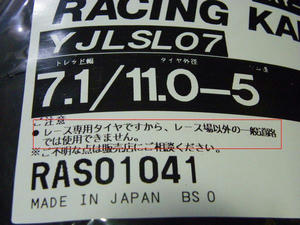 RACING KA
YJLSL07
トレッド幅 タイヤ外径
7.1/11.0-5
ご注意
●レース専用タイヤですから、レース場以外の一般道路
では使用できません。
※ご不明な点は販売店にご相談ください。
RAS01041
MADE IN JAPAN BSO